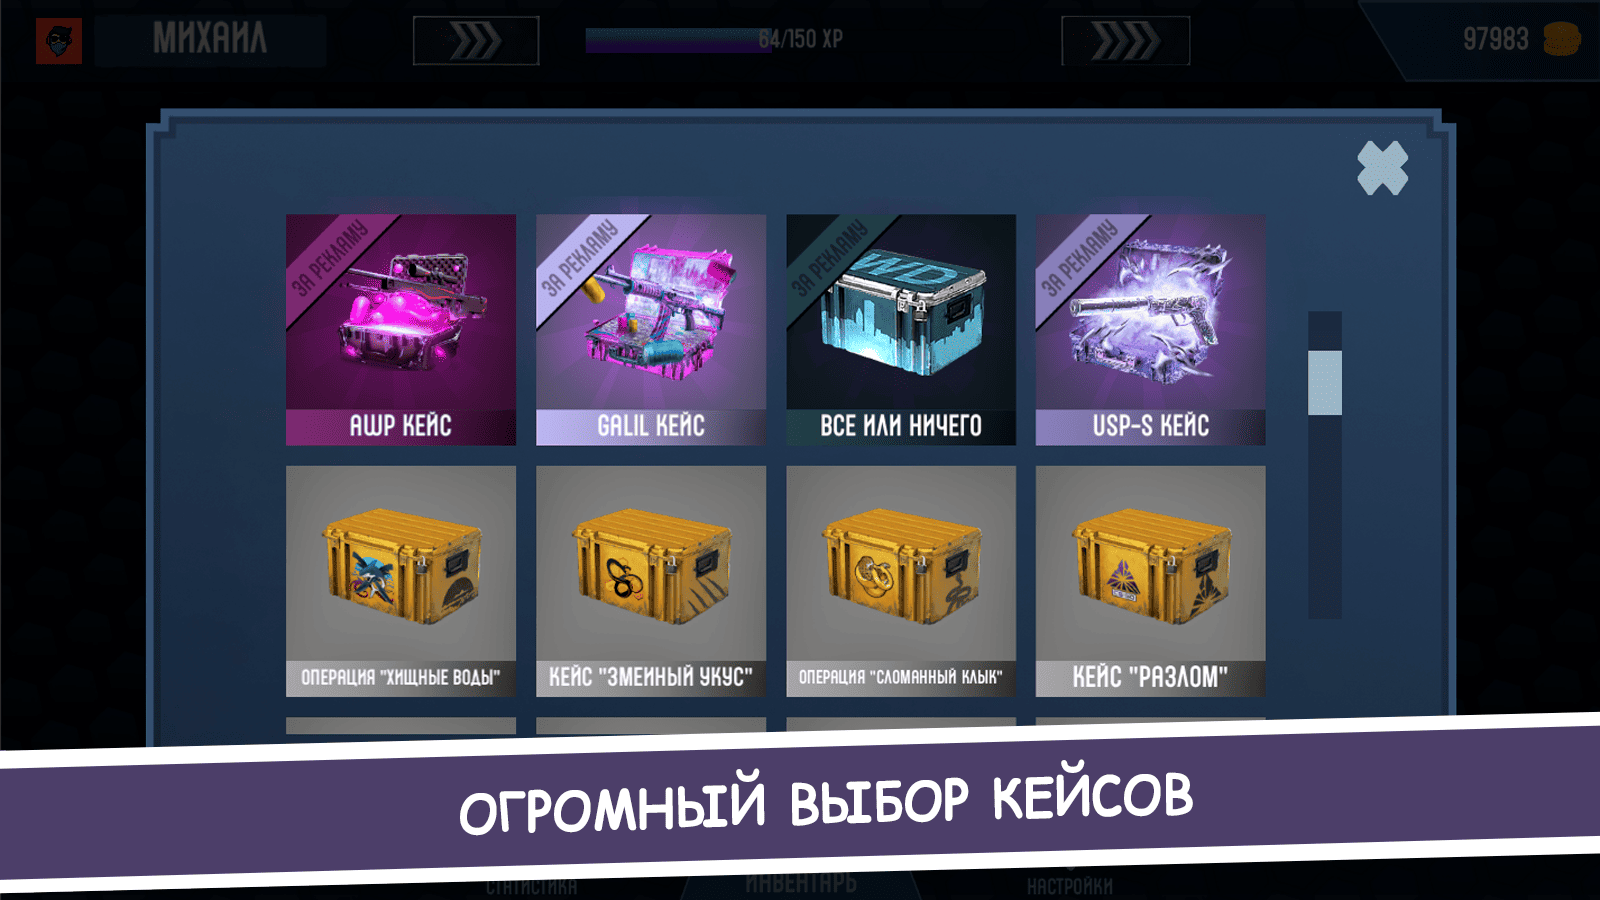 МИХАИЛ
64/150 XP
97983
ЗА РЕКЛАМУ
ЗА РЕКЛАМУ
WD
ЗА РЕКЛАМУ
ЗА РЕКЛАМУ
AWP КЕЙС
GALIL КЕЙС
ВСЕ ИЛИ НИЧЕГО
USP-S КЕЙС
ОПЕРАЦИЯ "ХИЩНЫЕ ВОДЫ"
КЕЙС "ЗМЕИНЫЙ УКУС"
ОПЕРАЦИЯ "СЛОМАННЫЙ КЛЫК"
КЕЙС "РАЗЛОМ"
ОГРОМНЫЙ ВЫБОР КЕЙСОВ
СТАТИСТИКА
ИНВЕНТАРЬ
НАСТРОЙКИ